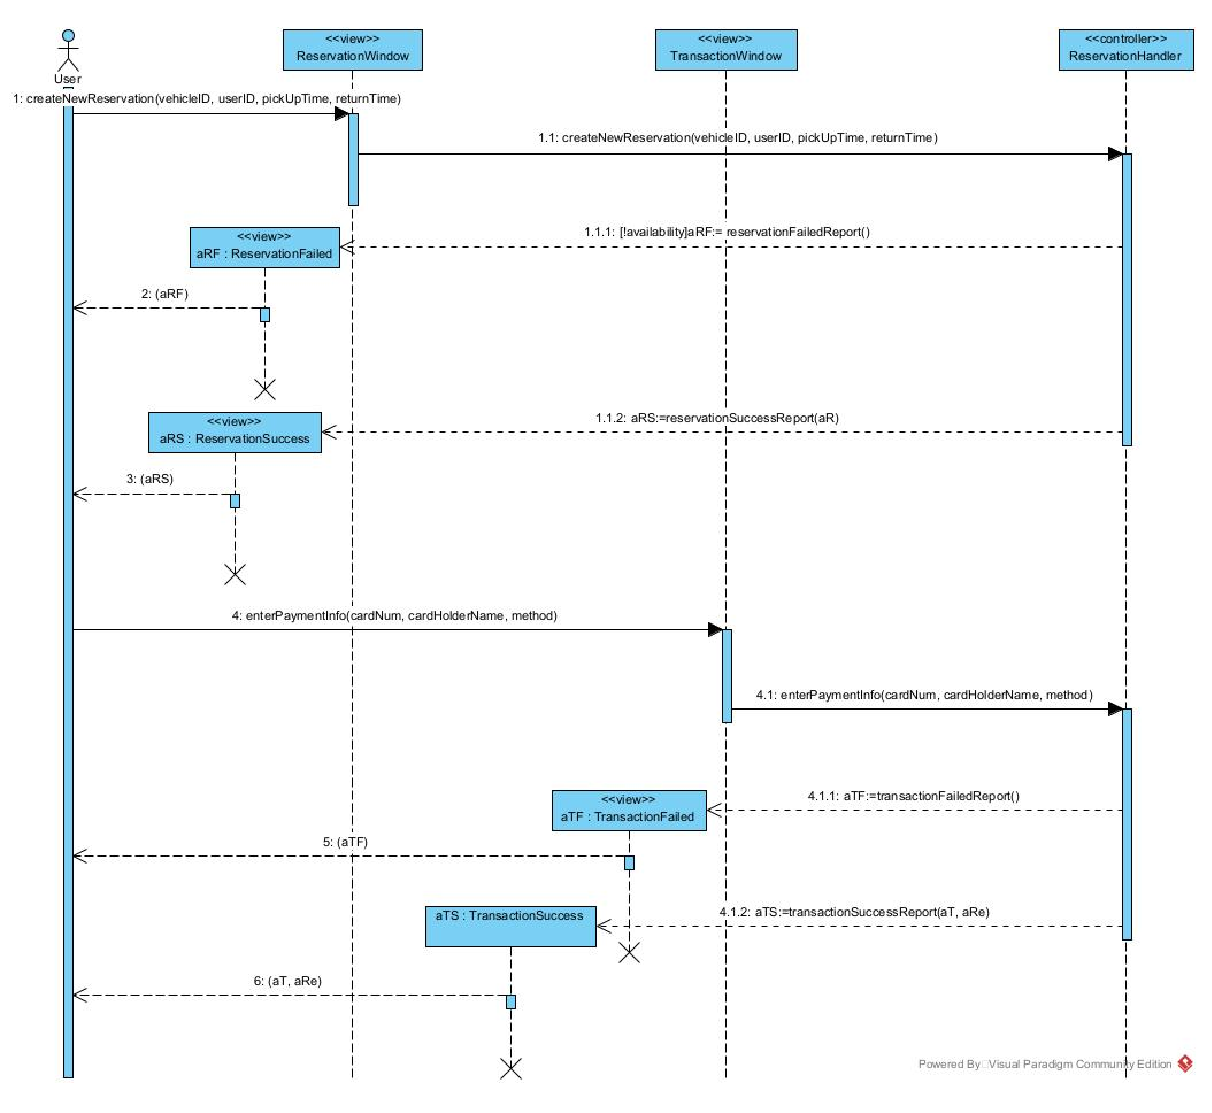 <<view>>
ReservationWindow
<<view>>
TransactionWindow
<<controller>>
ReservationHandler
User
1: createNewReservation(vehicleID, userID, pickUpTime, returnTime)
1.1: createNewReservation(vehicleID, userID, pickUpTime, returnTime)
1.1.1: [!availability]aRF:= reservationFailedReport()
<<view>>
aRF : ReservationFailed
2: (aRF)
1.1.2: aRS:=reservationSuccessReport(aR)
<<view>>
aRS : ReservationSuccess
3: (aRS)
4: enterPaymentInfo(cardNum, cardHolderName, method)
4.1: enterPaymentInfo(cardNum, cardHolderName, method)
4.1.1: aTF:=transactionFailedReport()
<<view>>
aTF : TransactionFailed
5: (aTF)
4.1.2: aTS:=transactionSuccessReport(aT, aRe)
aTS : TransactionSuccess
6: (aT, aRe)
Powered By Visual Paradigm Community Edition